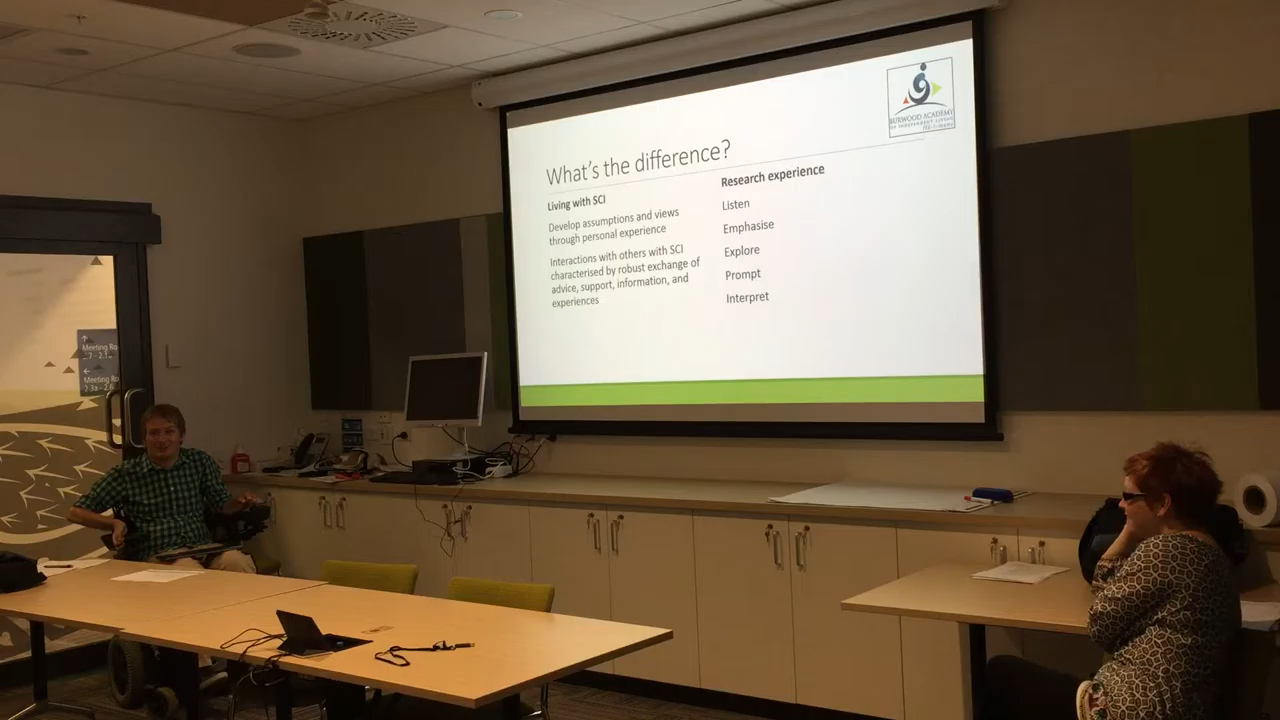 BURWOOD ACADEMY
OF INDEPENDENT LIVING
What's the difference?
Living with SCI
Develop assumptions and views
through personal experience
Interactions with others with SCI
characterised by robust exchange of
advice, support, information, and
experiences
Research experience
Listen
Emphasise
Explore
Prompt
Interpret
Meeting Ro
Meeting Ro